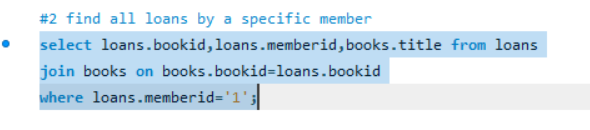 #2 find all loans by a specific member
select loans.bookid,loans.memberid,books.title from loans
join books on books.bookid=loans.bookid
where loans.memberid='1';